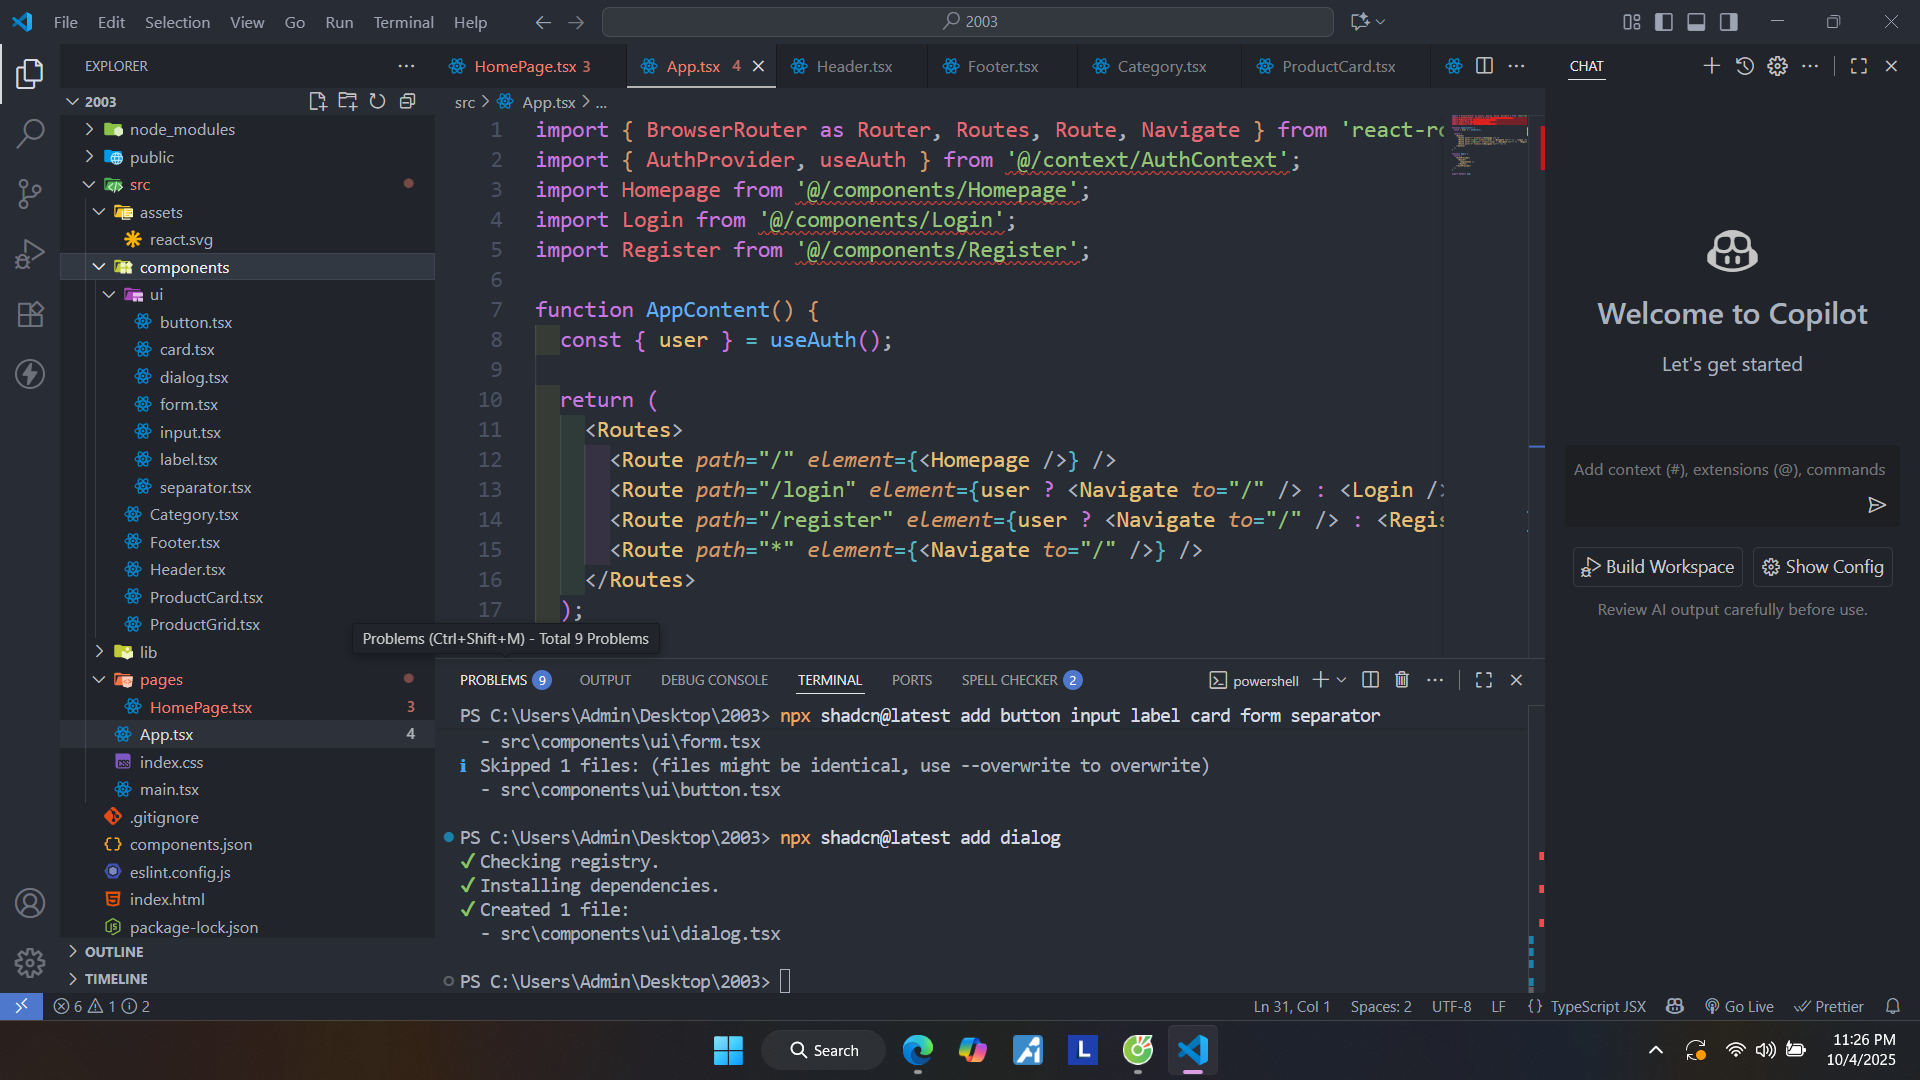 File Edit Selection View Go Run Terminal Help
2003
EXPLORER
2003
node_modules
public
src
assets
react.svg
components
ui
button.tsx
card.tsx
dialog.tsx
form.tsx
input.tsx
label.tsx
separator.tsx
Category.tsx
Footer.tsx
Header.tsx
ProductCard.tsx
ProductGrid.tsx
lib
pages
HomePage.tsx 3
App.tsx 4
index.css
main.tsx
.gitignore
components.json
eslint.config.js
index.html
package-lock.json
OUTLINE
TIMELINE
HomePage.tsx 3 App.tsx 4 Header.tsx Footer.tsx Category.tsx ProductCard.tsx
src > App.tsx > ...
1 import { BrowserRouter as Router, Routes, Route, Navigate } from 'react-ro
2 import { AuthProvider, useAuth } from '@/context/AuthContext';
3 import Homepage from '@/components/Homepage';
4 import Login from '@/components/Login';
5 import Register from '@/components/Register';
6
7 function AppContent() {
8 const { user } = useAuth();
9
10 return (
11 <Routes>
12 <Route path="/" element={<Homepage />} />
13 <Route path="/login" element={user ? <Navigate to="/" /> : <Login />
14 <Route path="/register" element={user ? <Navigate to="/" /> : <Regis
15 <Route path="*" element={<Navigate to="/" />} />
16 </Routes>
17 );
Problems (Ctrl+Shift+M) - Total 9 Problems
PROBLEMS 9 OUTPUT DEBUG CONSOLE TERMINAL PORTS SPELL CHECKER 2 powershell
PS C:\Users\Admin\Desktop\2003> npx shadcn@latest add button input label card form separator
- src\components\ui\form.tsx
i Skipped 1 files: (files might be identical, use --overwrite to overwrite)
- src\components\ui\button.tsx
PS C:\Users\Admin\Desktop\2003> npx shadcn@latest add dialog
✓ Checking registry.
✓ Installing dependencies.
✓ Created 1 file:
- src\components\ui\dialog.tsx
PS C:\Users\Admin\Desktop\2003>
CHAT
Welcome to Copilot
Let's get started
Add context (#), extensions (@), commands
Build Workspace Show Config
Review AI output carefully before use.
6 1 2 Ln 31, Col 1 Spaces: 2 UTF-8 LF {} TypeScript JSX Go Live Prettier
Search
L
11:26 PM
10/4/2025